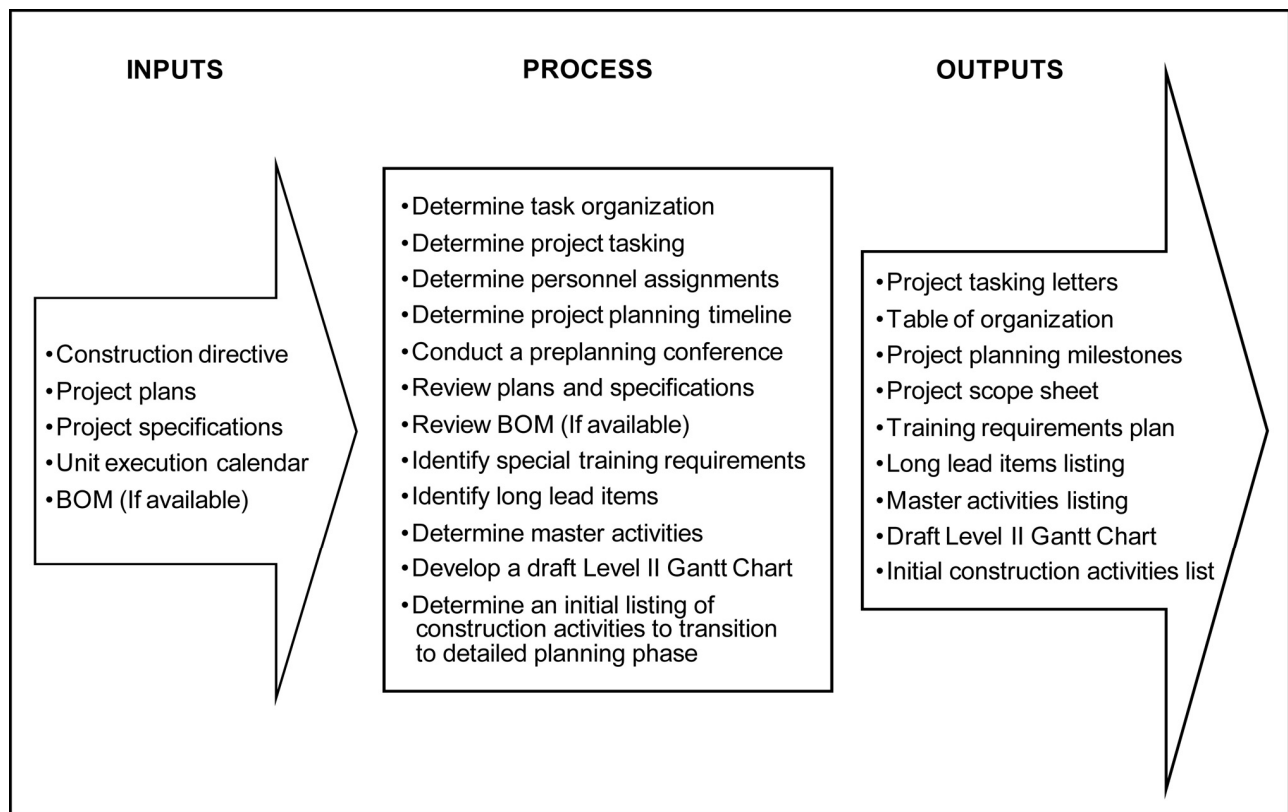 INPUTS
•Construction directive
•Project plans
•Project specifications
•Unit execution calendar
•BOM (If available)
PROCESS
•Determine task organization
•Determine project tasking
•Determine personnel assignments
•Determine project planning timeline
•Conduct a preplanning conference
•Review plans and specifications
•Review BOM (If available)
•Identify special training requirements
•Identify long lead items
•Determine master activities
•Develop a draft Level II Gantt Chart
•Determine an initial listing of
construction activities to transition
to detailed planning phase
OUTPUTS
•Project tasking letters
•Table of organization
•Project planning milestones
•Project scope sheet
•Training requirements plan
•Long lead items listing
•Master activities listing
•Draft Level II Gantt Chart
•Initial construction activities list